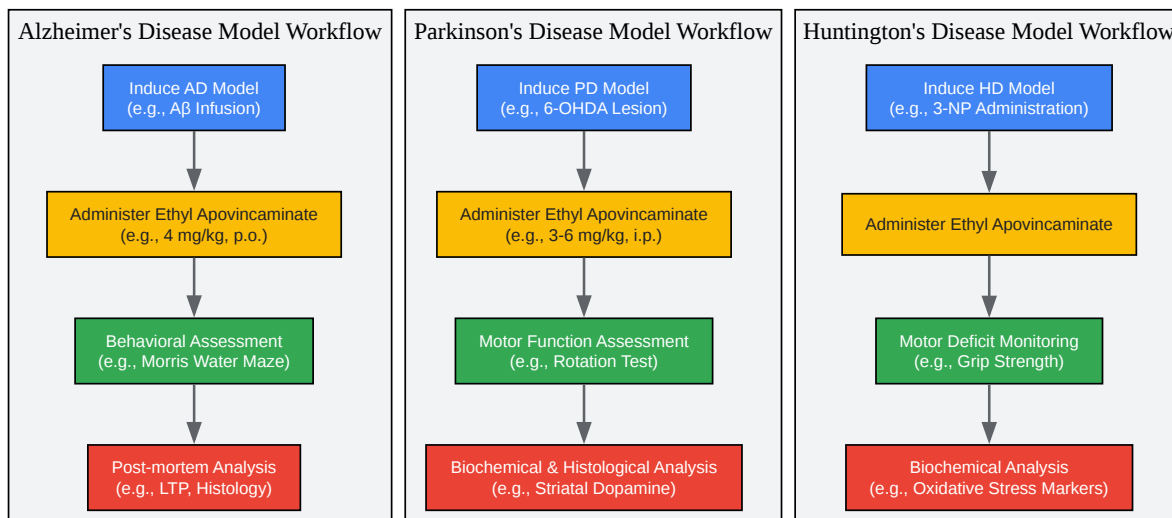 Alzheimer's Disease Model Workflow
Induce AD Model
(e.g., Aβ Infusion)
Administer Ethyl Apovincaminate
(e.g., 4 mg/kg, p.o.)
Behavioral Assessment
(e.g., Morris Water Maze)
Post-mortem Analysis
(e.g., LTP, Histology)
Parkinson's Disease Model Workflow
Induce PD Model
(e.g., 6-OHDA Lesion)
Administer Ethyl Apovincaminate
(e.g., 3-6 mg/kg, i.p.)
Motor Function Assessment
(e.g., Rotation Test)
Biochemical & Histological Analysis
(e.g., Striatal Dopamine)
Huntington's Disease Model Workflow
Induce HD Model
(e.g., 3-NP Administration)
Administer Ethyl Apovincaminate
Motor Deficit Monitoring
(e.g., Grip Strength)
Biochemical Analysis
(e.g., Oxidative Stress Markers)